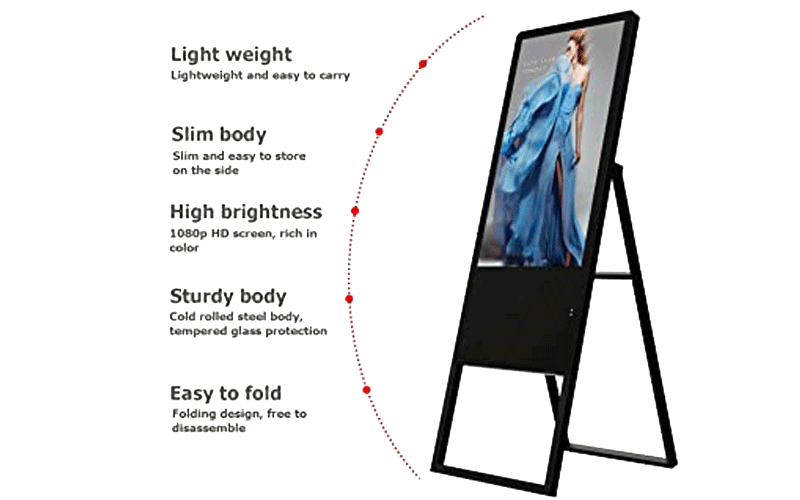 Light weight
Lightweight and easy to carry
Slim body
Slim and easy to store
on the side
High brightness
1080p HD screen, rich in
color
Sturdy body
Cold rolled steel body,
tempered glass protection
Easy to fold
Folding design, free to
disassemble